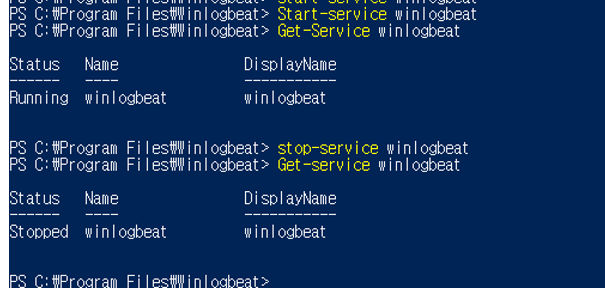 PS C:₩Program Files₩Winlogbeat> Start-service winlogbeat
PS C:₩Program Files₩Winlogbeat> Start-service winlogbeat
PS C:₩Program Files₩Winlogbeat> Get-Service winlogbeat
Status Name DisplayName
------ ---- -----------
Running winlogbeat winlogbeat
PS C:₩Program Files₩Winlogbeat> stop-service winlogbeat
PS C:₩Program Files₩Winlogbeat> Get-service winlogbeat
Status Name DisplayName
------ ---- -----------
Stopped winlogbeat winlogbeat
PS C:₩Program Files₩Winlogbeat>